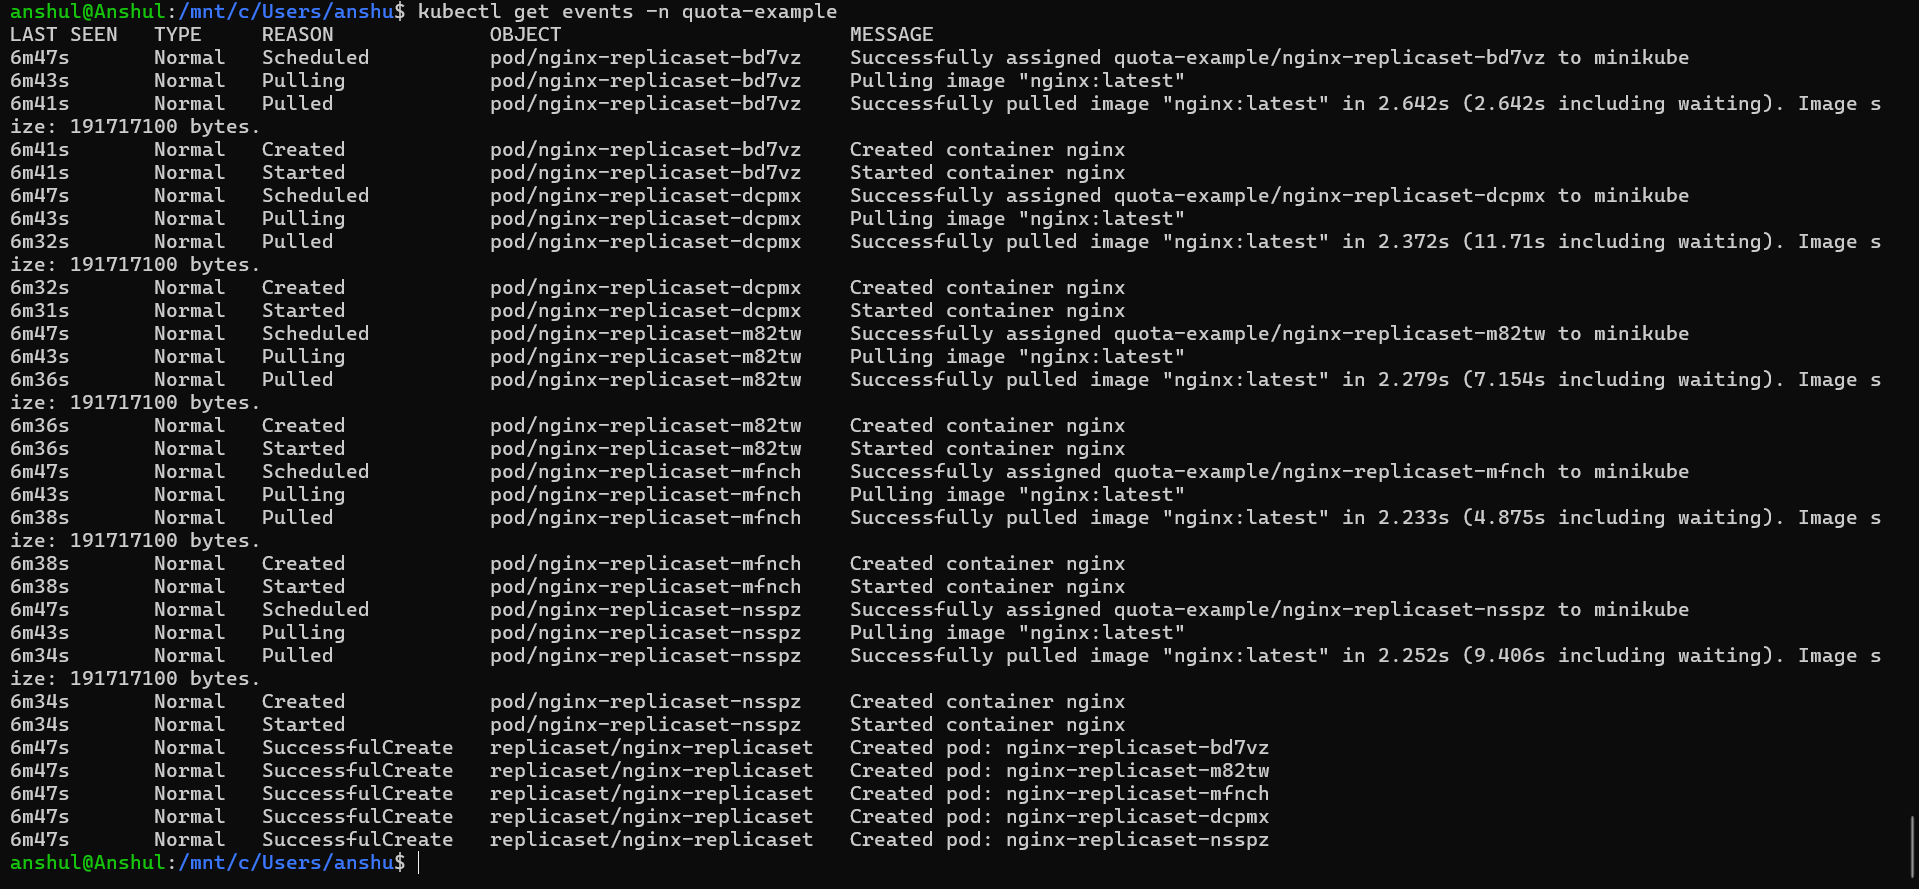 anshul@Anshul:/mnt/c/Users/anshu$ kubectl get events -n quota-example
LAST SEEN   TYPE     REASON             OBJECT                        MESSAGE
6m47s       Normal   Scheduled          pod/nginx-replicaset-bd7vz    Successfully assigned quota-example/nginx-replicaset-bd7vz to minikube
6m43s       Normal   Pulling            pod/nginx-replicaset-bd7vz    Pulling image "nginx:latest"
6m41s       Normal   Pulled             pod/nginx-replicaset-bd7vz    Successfully pulled image "nginx:latest" in 2.642s (2.642s including waiting). Image s
ize: 191717100 bytes.
6m41s       Normal   Created            pod/nginx-replicaset-bd7vz    Created container nginx
6m41s       Normal   Started            pod/nginx-replicaset-bd7vz    Started container nginx
6m47s       Normal   Scheduled          pod/nginx-replicaset-dcpmx    Successfully assigned quota-example/nginx-replicaset-dcpmx to minikube
6m43s       Normal   Pulling            pod/nginx-replicaset-dcpmx    Pulling image "nginx:latest"
6m32s       Normal   Pulled             pod/nginx-replicaset-dcpmx    Successfully pulled image "nginx:latest" in 2.372s (11.71s including waiting). Image s
ize: 191717100 bytes.
6m32s       Normal   Created            pod/nginx-replicaset-dcpmx    Created container nginx
6m31s       Normal   Started            pod/nginx-replicaset-dcpmx    Started container nginx
6m47s       Normal   Scheduled          pod/nginx-replicaset-m82tw    Successfully assigned quota-example/nginx-replicaset-m82tw to minikube
6m43s       Normal   Pulling            pod/nginx-replicaset-m82tw    Pulling image "nginx:latest"
6m36s       Normal   Pulled             pod/nginx-replicaset-m82tw    Successfully pulled image "nginx:latest" in 2.279s (7.154s including waiting). Image s
ize: 191717100 bytes.
6m36s       Normal   Created            pod/nginx-replicaset-m82tw    Created container nginx
6m36s       Normal   Started            pod/nginx-replicaset-m82tw    Started container nginx
6m47s       Normal   Scheduled          pod/nginx-replicaset-mfnch    Successfully assigned quota-example/nginx-replicaset-mfnch to minikube
6m43s       Normal   Pulling            pod/nginx-replicaset-mfnch    Pulling image "nginx:latest"
6m38s       Normal   Pulled             pod/nginx-replicaset-mfnch    Successfully pulled image "nginx:latest" in 2.233s (4.875s including waiting). Image s
ize: 191717100 bytes.
6m38s       Normal   Created            pod/nginx-replicaset-mfnch    Created container nginx
6m38s       Normal   Started            pod/nginx-replicaset-mfnch    Started container nginx
6m47s       Normal   Scheduled          pod/nginx-replicaset-nsspz    Successfully assigned quota-example/nginx-replicaset-nsspz to minikube
6m43s       Normal   Pulling            pod/nginx-replicaset-nsspz    Pulling image "nginx:latest"
6m34s       Normal   Pulled             pod/nginx-replicaset-nsspz    Successfully pulled image "nginx:latest" in 2.252s (9.406s including waiting). Image s
ize: 191717100 bytes.
6m34s       Normal   Created            pod/nginx-replicaset-nsspz    Created container nginx
6m34s       Normal   Started            pod/nginx-replicaset-nsspz    Started container nginx
6m47s       Normal   SuccessfulCreate   replicaset/nginx-replicaset   Created pod: nginx-replicaset-bd7vz
6m47s       Normal   SuccessfulCreate   replicaset/nginx-replicaset   Created pod: nginx-replicaset-m82tw
6m47s       Normal   SuccessfulCreate   replicaset/nginx-replicaset   Created pod: nginx-replicaset-mfnch
6m47s       Normal   SuccessfulCreate   replicaset/nginx-replicaset   Created pod: nginx-replicaset-dcpmx
6m47s       Normal   SuccessfulCreate   replicaset/nginx-replicaset   Created pod: nginx-replicaset-nsspz
anshul@Anshul:/mnt/c/Users/anshu$